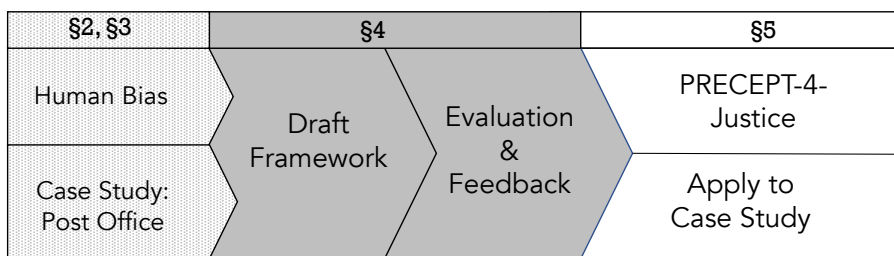 §2, §3
§4
§5
Human Bias
Case Study:
Post Office
Draft
Framework
Evaluation
&
Feedback
PRECEPT-4-
Justice
Apply to
Case Study